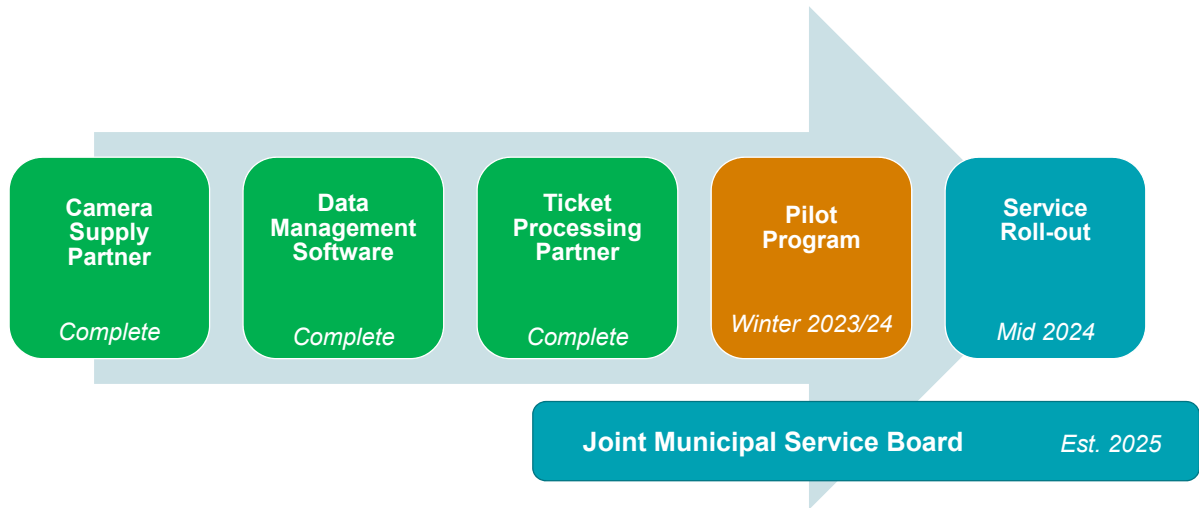 Camera
Supply
Partner
Complete
Data
Management
Software
Complete
Ticket
Processing
Partner
Complete
Pilot
Program
Winter 2023/24
Service
Roll-out
Mid 2024
Joint Municipal Service Board Est. 2025